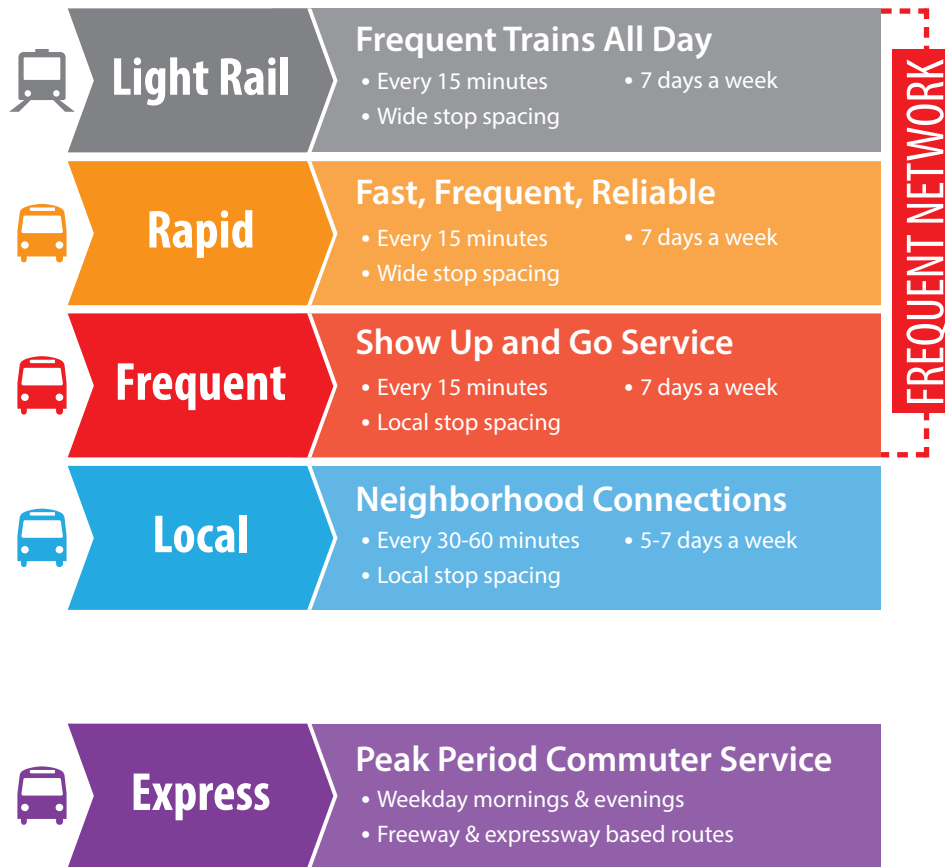 Light Rail
Frequent Trains All Day
• Every 15 minutes • 7 days a week
• Wide stop spacing
Rapid
Fast, Frequent, Reliable
• Every 15 minutes • 7 days a week
• Wide stop spacing
Frequent
Show Up and Go Service
• Every 15 minutes • 7 days a week
• Local stop spacing
FREQUENT NETWORK
Local
Neighborhood Connections
• Every 30-60 minutes • 5-7 days a week
• Local stop spacing
Express
Peak Period Commuter Service
• Weekday mornings & evenings
• Freeway & expressway based routes